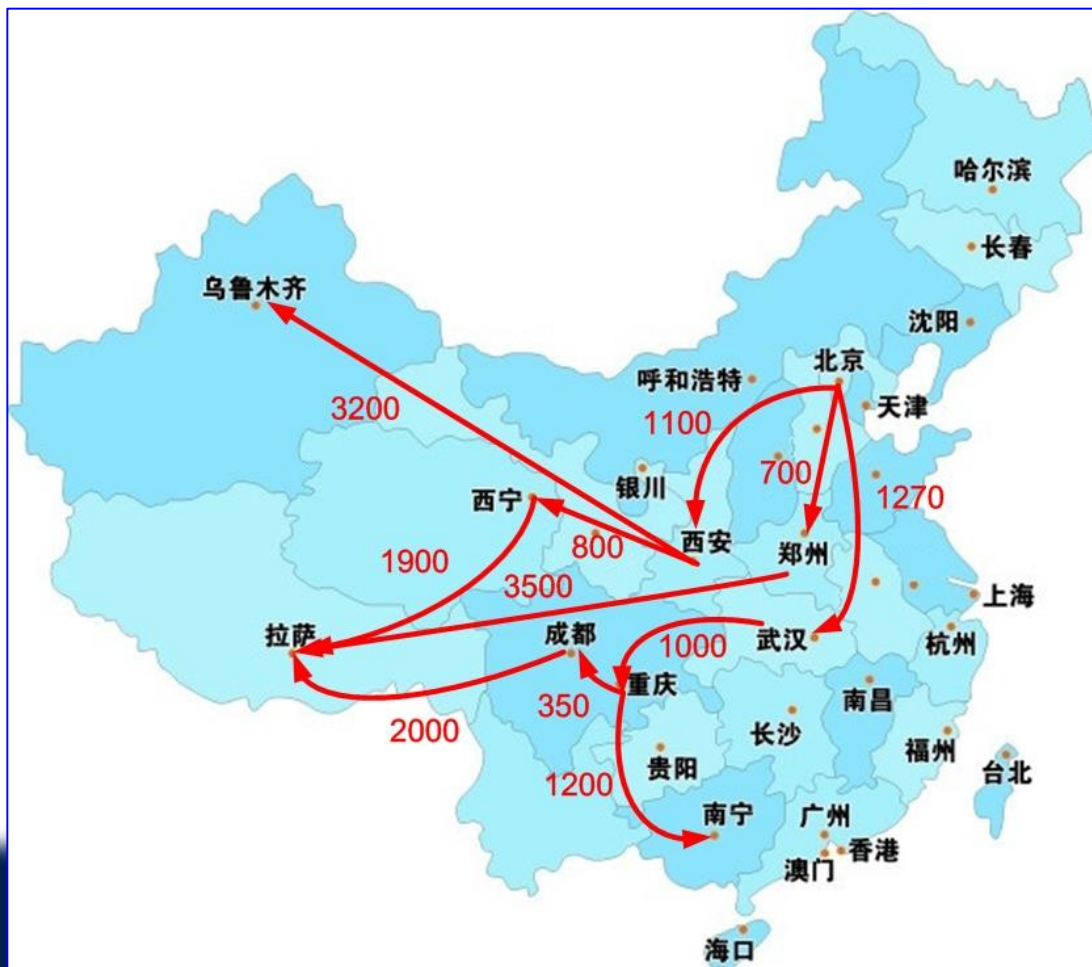 哈尔滨
长春
乌鲁木齐
沈阳
北京
呼和浩特
天津
3200
1100
银川
700
1270
西宁
西安
800
郑州
1900
3500
上海
拉萨
成都
1000
武汉
杭州
重庆
350
南昌
2000
长沙
福州
贵阳
台北
1200
南宁
广州
香港
澳门
海口